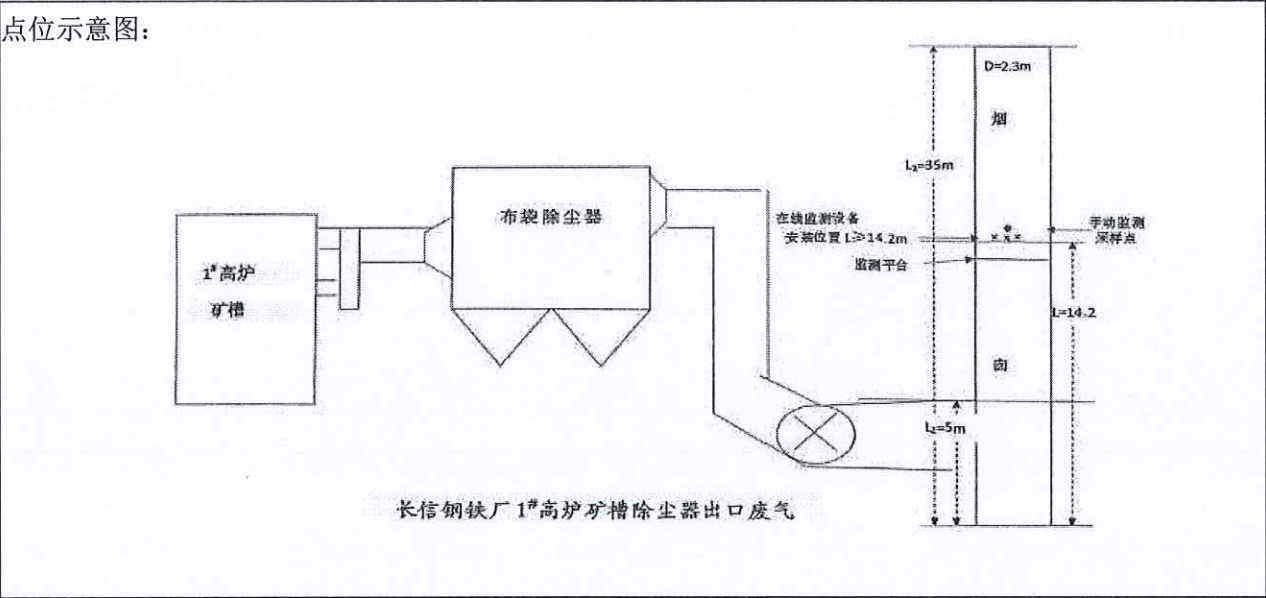 点位示意图：
D=2.3m
烟
L₂=35m
布袋除尘器
在线监测设备
安装位置 L≥14.2m
手动监测
采样点
监测平台
1#高炉
矿槽
L=14.2
囱
L₁=5m
长信钢铁厂1#高炉矿槽除尘器出口废气